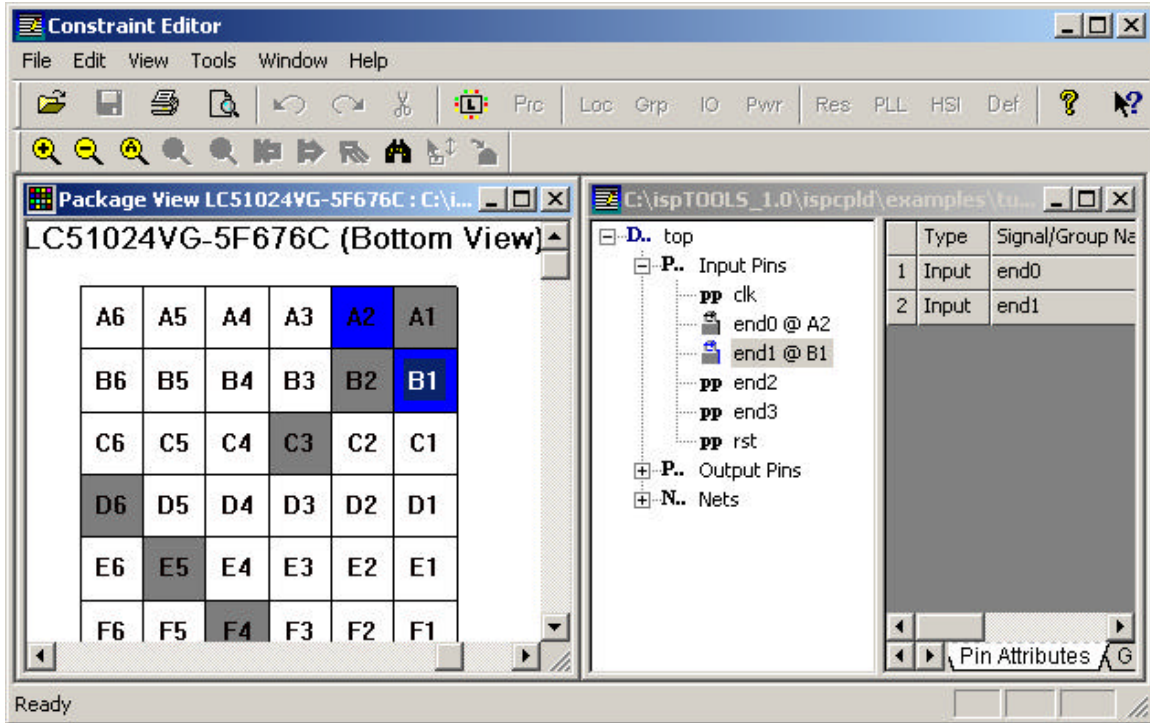 Constraint Editor
File Edit View Tools Window Help
L Prc Loc Grp IO Pwr Res PLL HSI Def
Package View LC51024VG-5F676C : C:\i...
LC51024VG-5F676C (Bottom View)
A6 A5 A4 A3 A2 A1
B6 B5 B4 B3 B2 B1
C6 C5 C4 C3 C2 C1
D6 D5 D4 D3 D2 D1
E6 E5 E4 E3 E2 E1
F6 F5 F4 F3 F2 F1
C:\ispTOOLS_1.0\ispcpld\examples\tu...
D.. top
P.. Input Pins
PP clk
end0 @ A2
end1 @ B1
PP end2
PP end3
PP rst
P.. Output Pins
N.. Nets
Type Signal/Group Na
1 Input end0
2 Input end1
Pin Attributes G
Ready